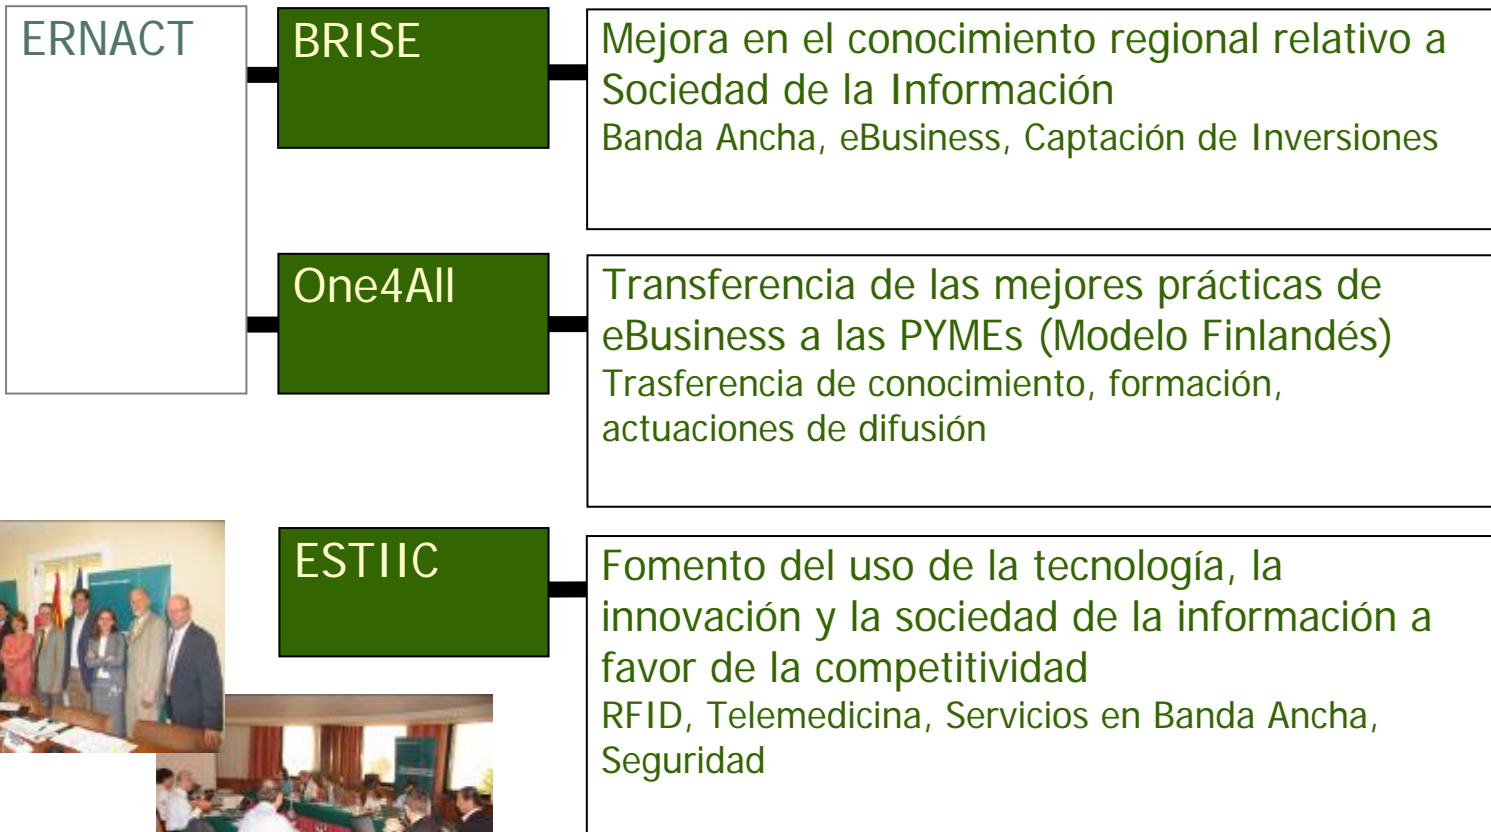 ERNACT
BRISE
Mejora en el conocimiento regional relativo a
Sociedad de la Información
Banda Ancha, eBusiness, Captación de Inversiones
One4All
Transferencia de las mejores prácticas de
eBusiness a las PYMEs (Modelo Finlandés)
Trasferencia de conocimiento, formación,
actuaciones de difusión
ESTIIC
Fomento del uso de la tecnología, la
innovación y la sociedad de la información a
favor de la competitividad
RFID, Telemedicina, Servicios en Banda Ancha,
Seguridad